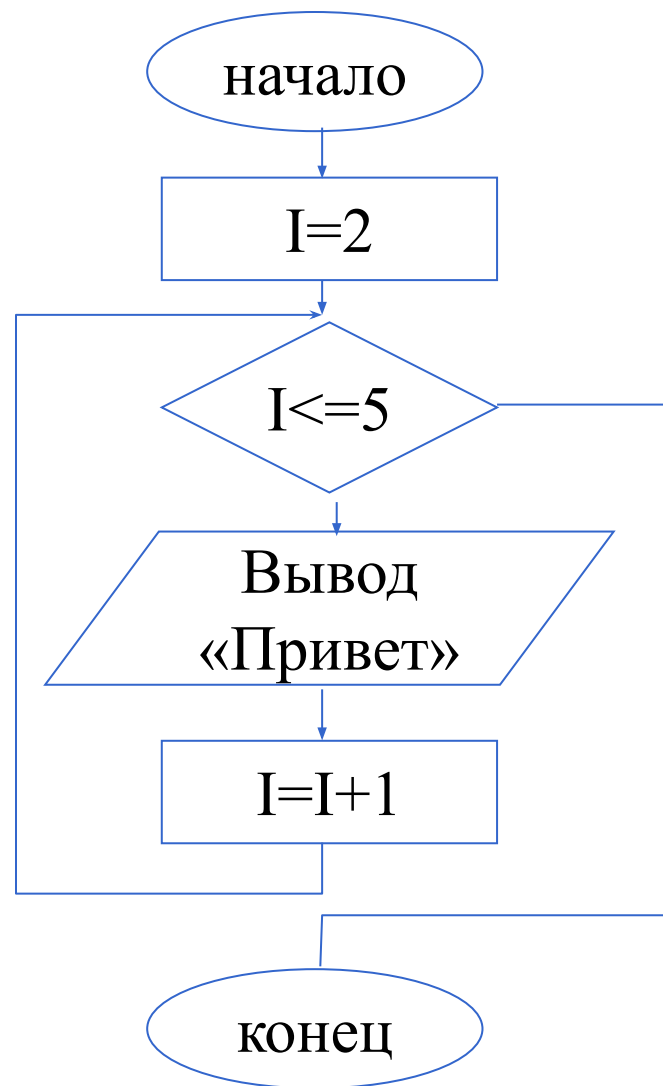 начало
I=2
I<=5
Вывод
«Привет»
I=I+1
конец